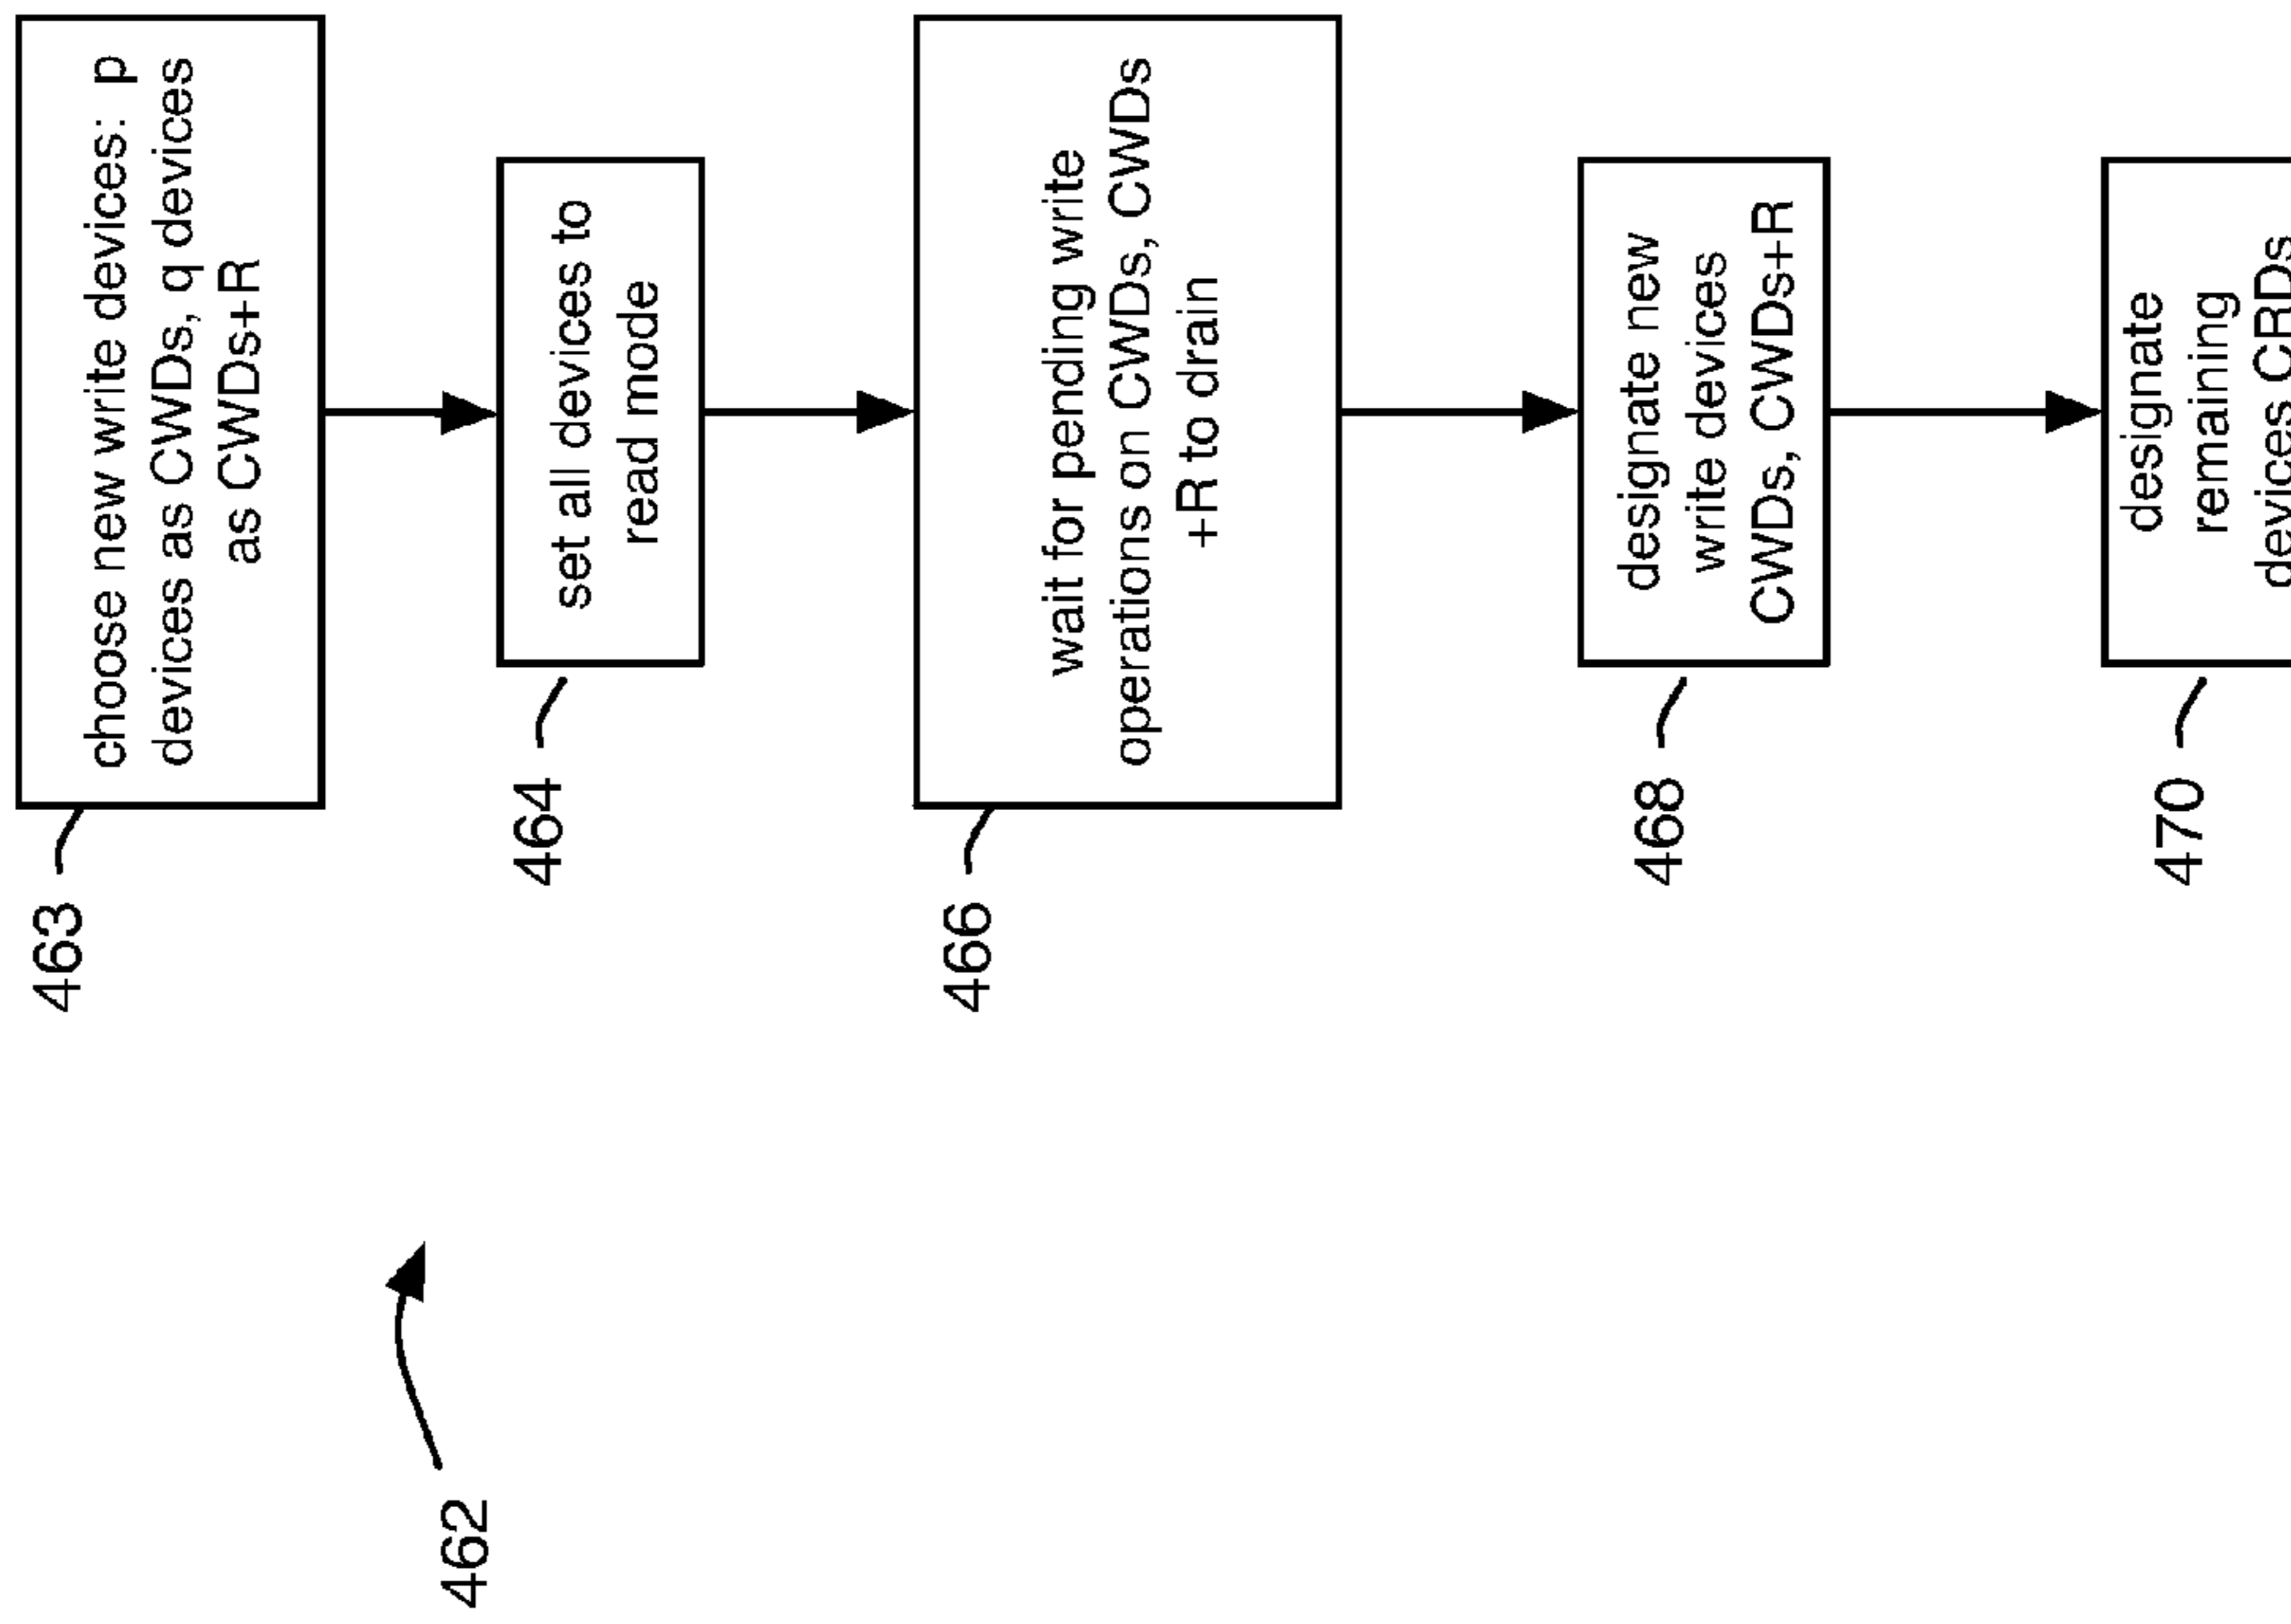 462
463
choose new write devices: p
devices as CWDs, q devices
as CWDs+R
464
set all devices to
read mode
466
wait for pending write
operations on CWDs, CWDs
+R to drain
468
designate new
write devices
CWDs, CWDs+R
470
designate
remaining
devices CRDs